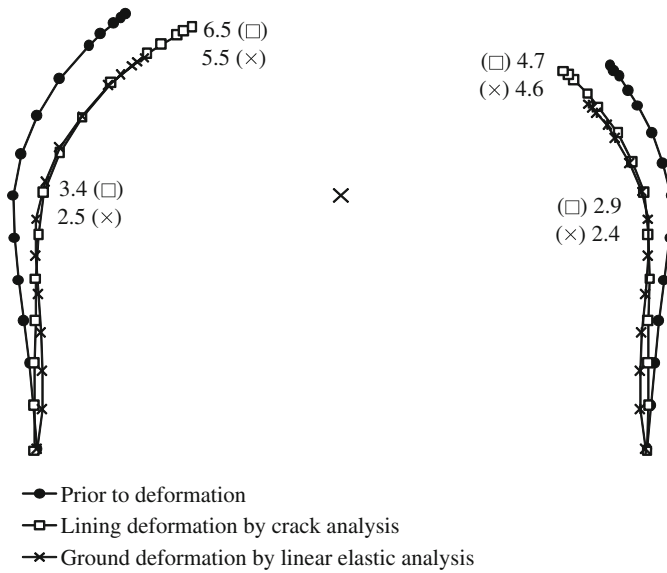 6.5 (□)
5.5 (×)
(□) 4.7
(×) 4.6
3.4 (□)
2.5 (×)
(□) 2.9
(×) 2.4
Prior to deformation
Lining deformation by crack analysis
Ground deformation by linear elastic analysis